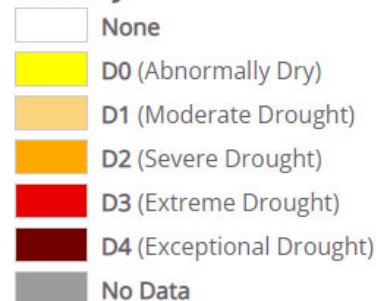 None
D0 (Abnormally Dry)
D1 (Moderate Drought)
D2 (Severe Drought)
D3 (Extreme Drought)
D4 (Exceptional Drought)
No Data